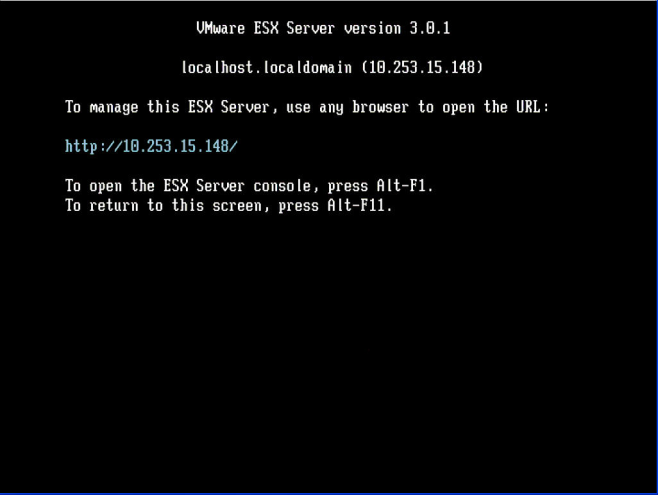 VMware ESX Server version 3.0.1
localhost.localdomain (10.253.15.148)
To manage this ESX Server, use any browser to open the URL:
http://10.253.15.148/
To open the ESX Server console, press Alt-F1.
To return to this screen, press Alt-F11.